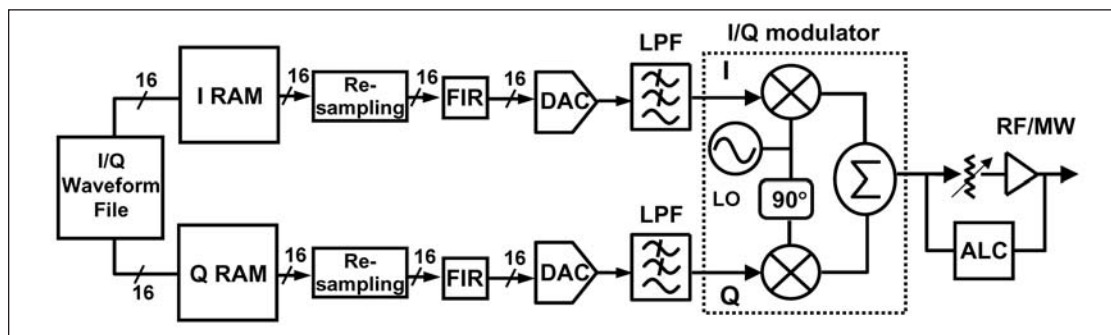 I/Q modulator
LPF
16
I RAM
16
Re-
sampling
16
FIR
16
DAC
I
RF/MW
I/Q
Waveform
File
LO
90°
Σ
LPF
ALC
16
Q RAM
16
Re-
sampling
16
FIR
16
DAC
Q